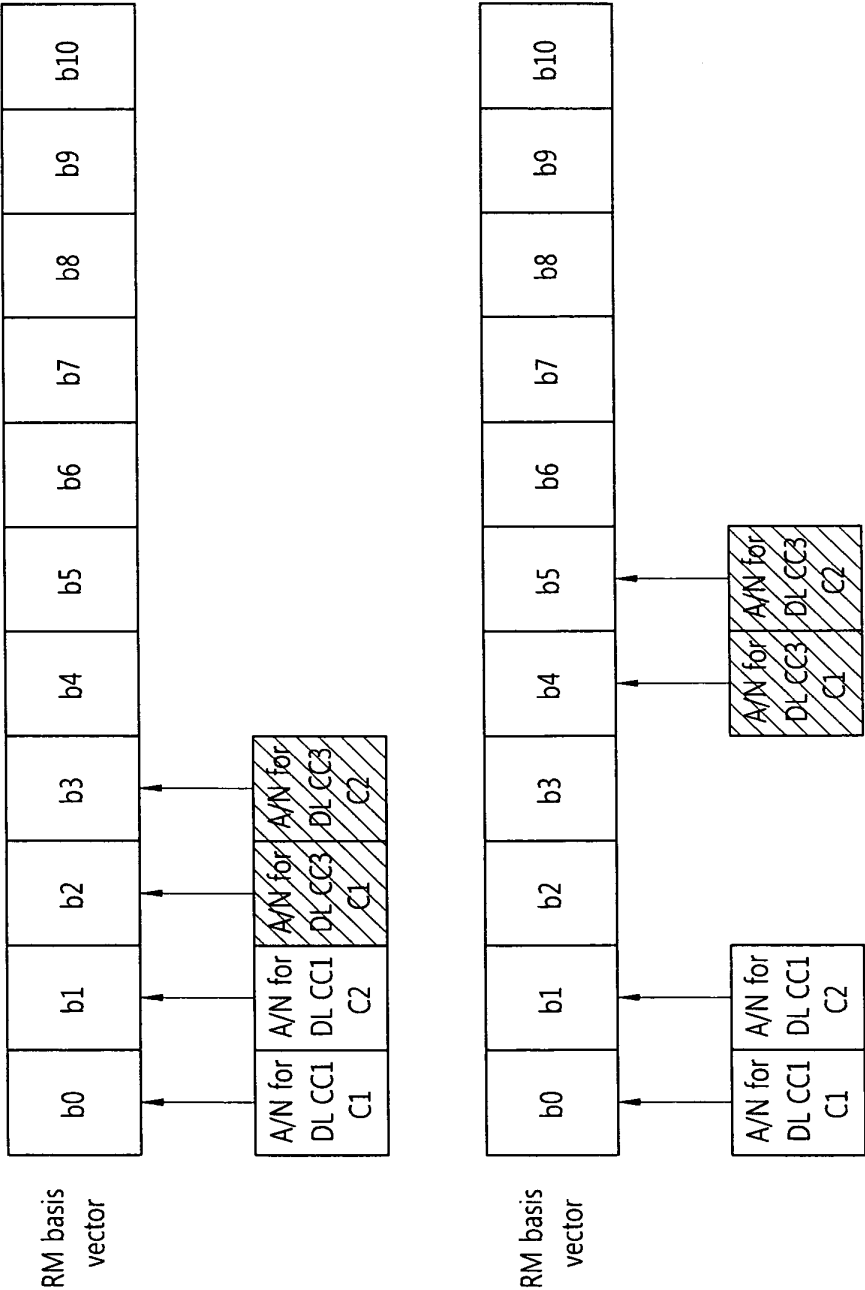 RM basis
vector
b0 b1 b2 b3 b4 b5 b6 b7 b8 b9 b10
A/N for
DL CC1
C1
A/N for
DL CC1
C2
A/N for
DL CC3
C1
A/N for
DL CC3
C2
RM basis
vector
b0 b1 b2 b3 b4 b5 b6 b7 b8 b9 b10
A/N for
DL CC1
C1
A/N for
DL CC1
C2
A/N for
DL CC3
C1
A/N for
DL CC3
C2